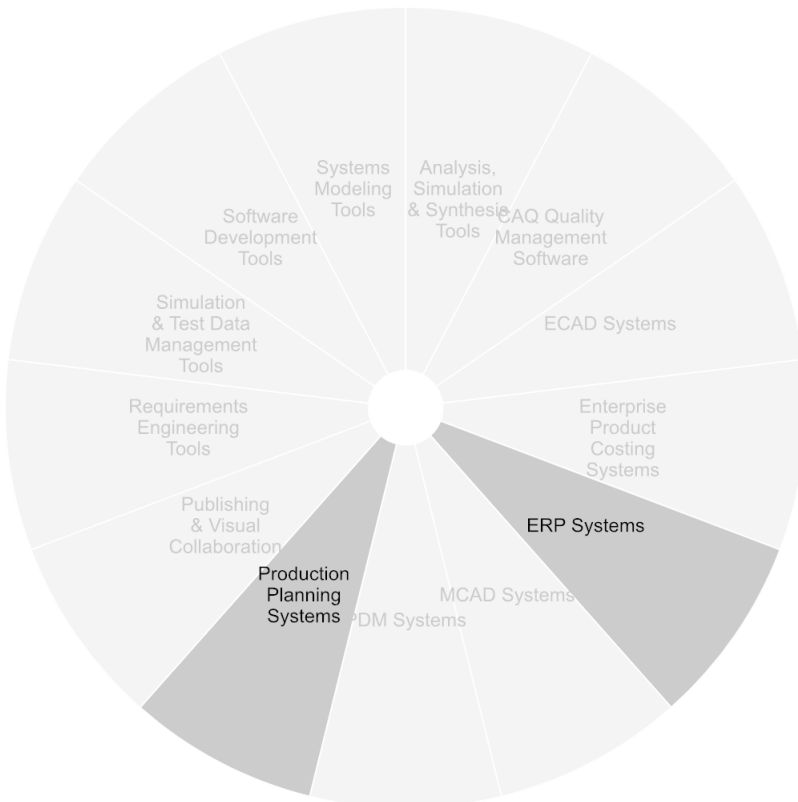 Systems
Modeling
Tools
Analysis,
Simulation
& Synthesis
Tools
CAQ Quality
Management
Software
ECAD Systems
Enterprise
Product
Costing
Systems
ERP Systems
MCAD Systems
PDM Systems
Production
Planning
Systems
Publishing
& Visual
Collaboration
Requirements
Engineering
Tools
Simulation
& Test Data
Management
Tools
Software
Development
Tools